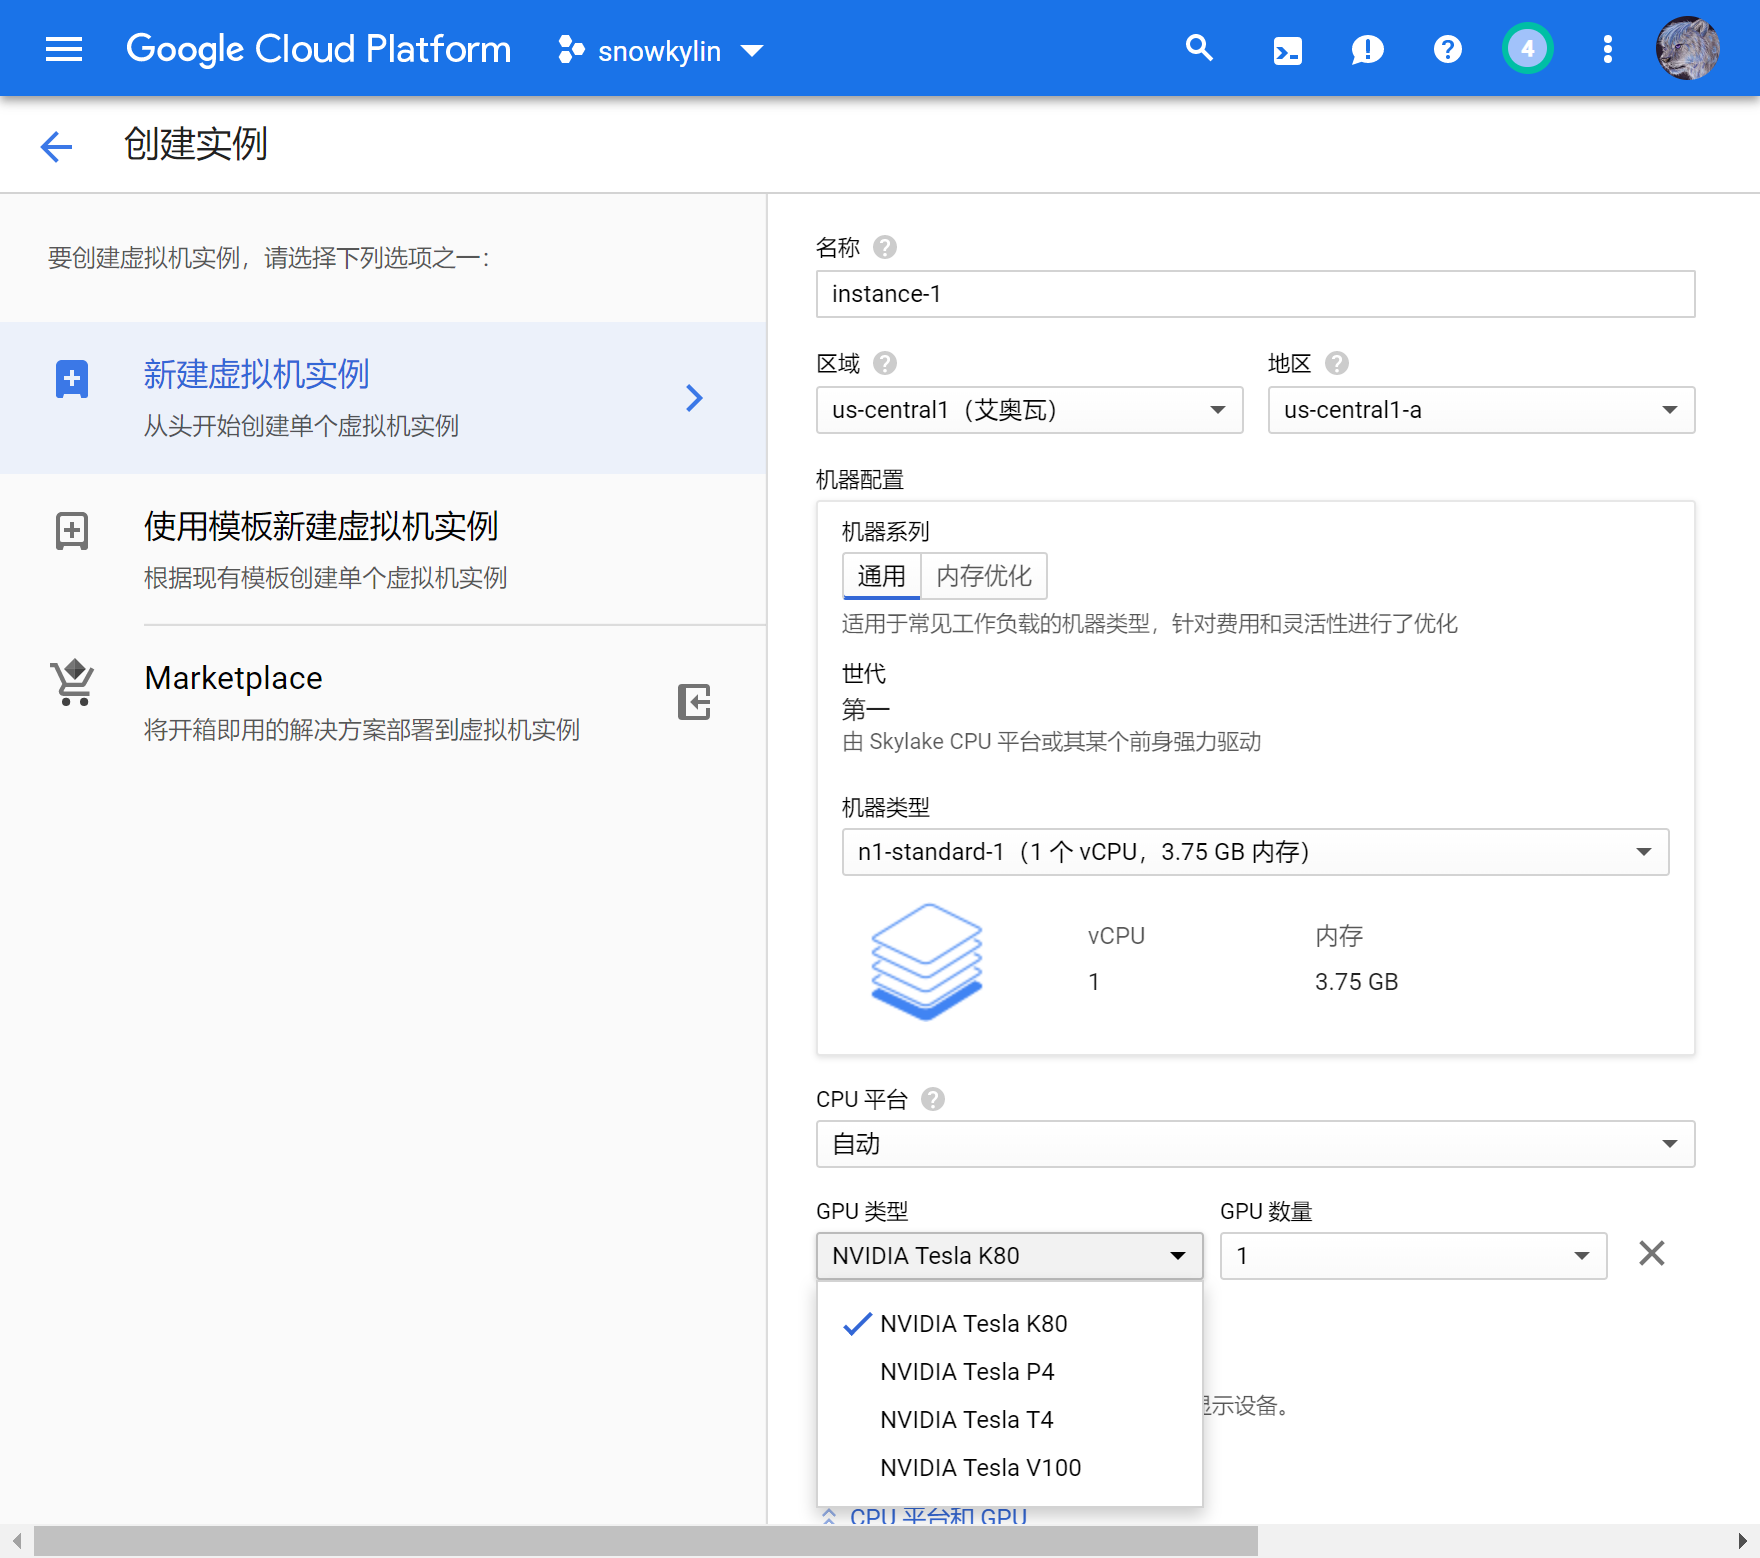 Google Cloud Platform
snowkylin
4
创建实例
要创建虚拟机实例，请选择下列选项之一：
新建虚拟机实例
从头开始创建单个虚拟机实例
使用模板新建虚拟机实例
根据现有模板创建单个虚拟机实例
Marketplace
将开箱即用的解决方案部署到虚拟机实例
名称
instance-1
区域
us-central1（艾奥瓦）
地区
us-central1-a
机器配置
机器系列
通用 内存优化
适用于常见工作负载的机器类型，针对费用和灵活性进行了优化
世代
第一
由 Skylake CPU 平台或其某个前身强力驱动
机器类型
n1-standard-1（1 个 vCPU，3.75 GB 内存）
vCPU 内存
1 3.75 GB
CPU 平台
自动
GPU 类型 GPU 数量
NVIDIA Tesla K80 1
NVIDIA Tesla K80
NVIDIA Tesla P4
示设备。
NVIDIA Tesla T4
NVIDIA Tesla V100
CPU 平台和 GPU